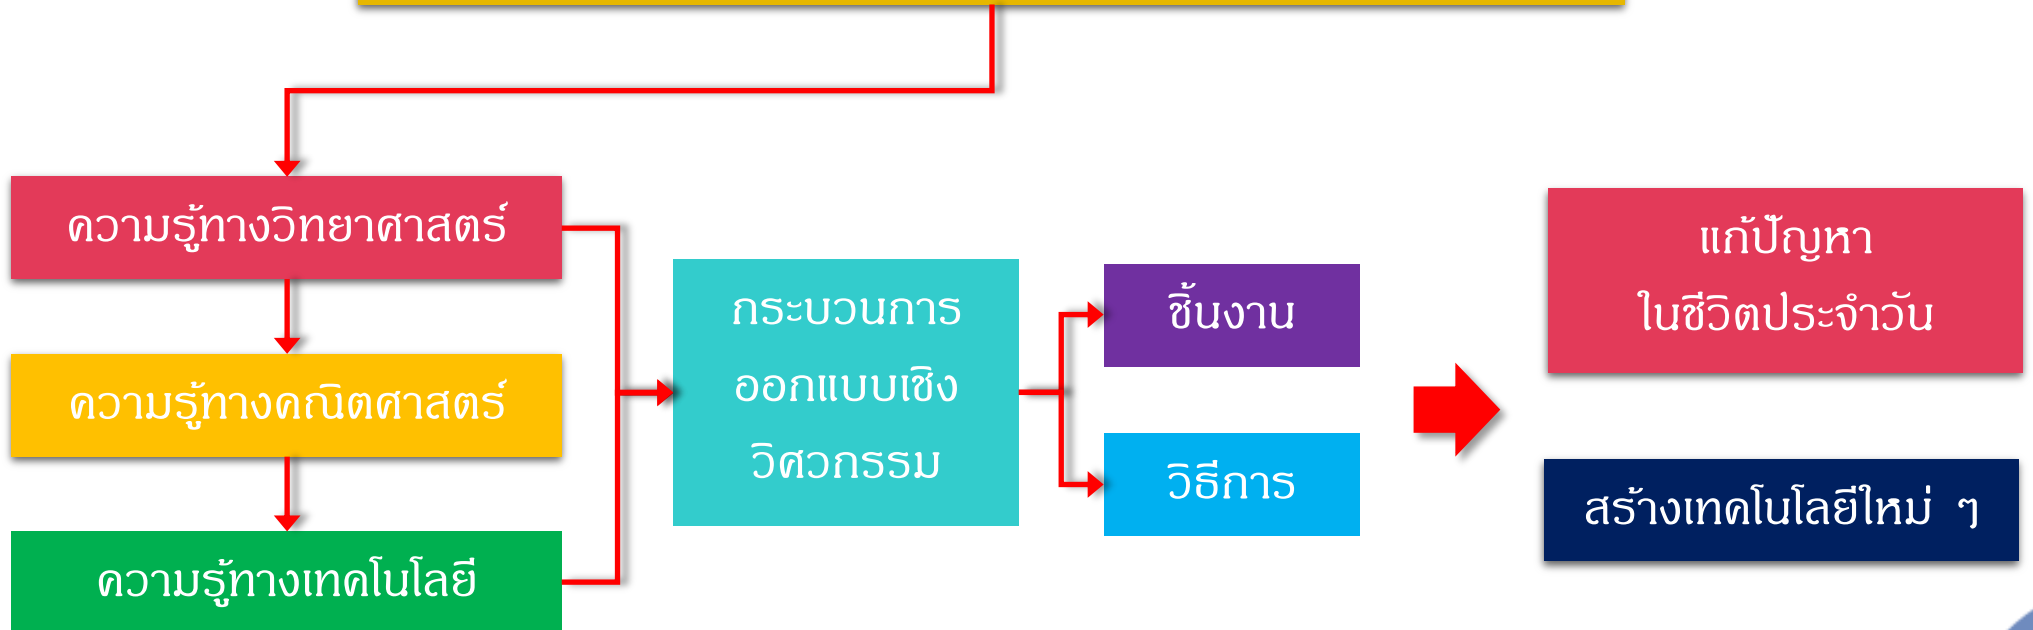 ความรู้ทางวิทยาศาสตร์
ความรู้ทางคณิตศาสตร์
ความรู้ทางเทคโนโลยี
กระบวนการ
ออกแบบเชิง
วิศวกรรม
ชิ้นงาน
วิธีการ
แก้ปัญหา
ในชีวิตประจำวัน
สร้างเทคโนโลยีใหม่ ๆ